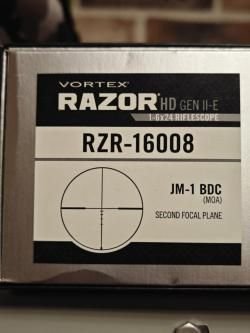 VORTEX®
RAZOR HD GEN II-E
1-6x24 RIFLESCOPE
RZR-16008
JM-1 BDC
(MOA)
SECOND FOCAL PLANE